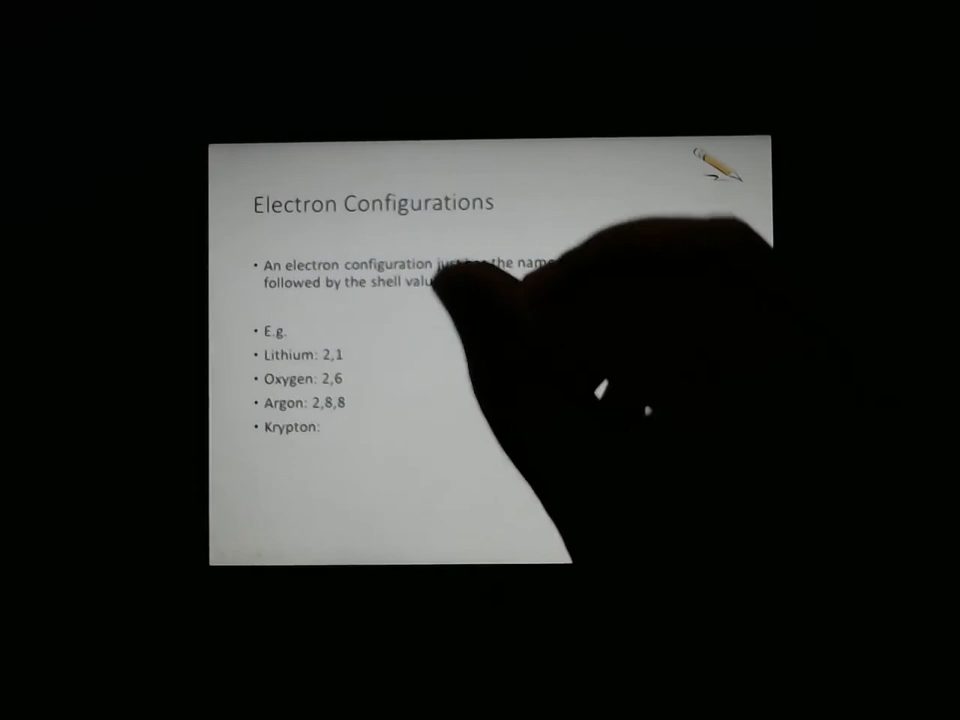 Electron Configurations
• An electron configuration just the name
followed by the shell
• E.g.
• Lithium: 2,1
• Oxygen: 2,6
• Argon: 2,8,8
• Krypton: